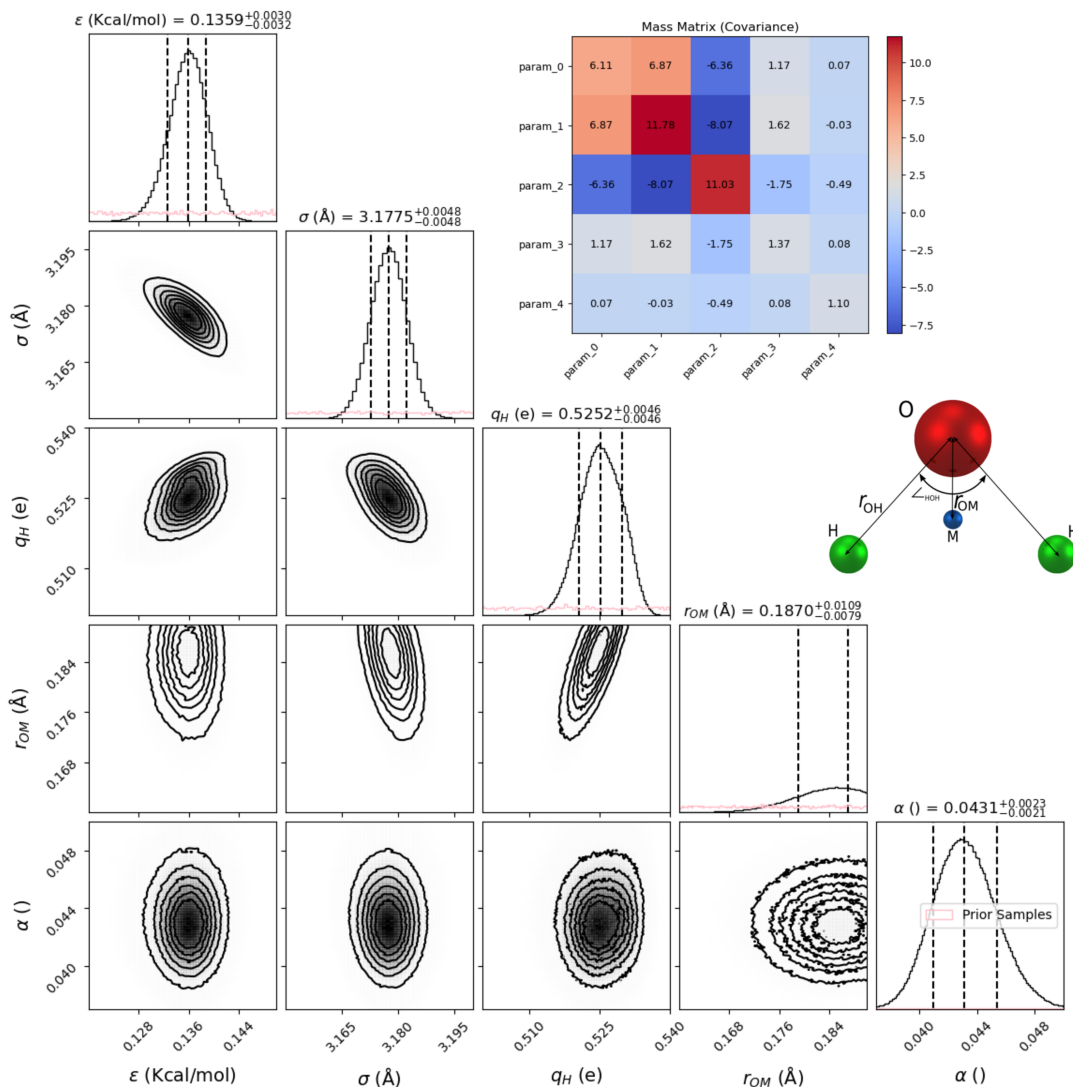 ε (Kcal/mol) = 0.1359+0.0030−0.0032
Mass Matrix (Covariance)
param_0 6.11 6.87 -6.36 1.17 0.07
param_1 6.87 11.78 -8.07 1.62 -0.03
param_2 -6.36 -8.07 11.03 -1.75 -0.49
param_3 1.17 1.62 -1.75 1.37 0.08
param_4 0.07 -0.03 -0.49 0.08 1.10
param_0 param_1 param_2 param_3 param_4
10.0
7.5
5.0
2.5
0.0
-2.5
-5.0
-7.5
σ (Å) = 3.1775+0.0048−0.0048
σ (Å)
3.195
3.180
3.165
qH (e) = 0.5252+0.0046−0.0046
O
rOH
∠HOH
rOM
H
M
H
qH (e)
0.540
0.525
0.510
rOM (Å) = 0.1870+0.0109−0.0079
rOM (Å)
0.184
0.176
0.168
α () = 0.0431+0.0023−0.0021
Prior Samples
α ()
0.048
0.044
0.040
0.128 0.136 0.144
3.165 3.180 3.195
0.510 0.525 0.540
0.168 0.176 0.184
0.040 0.044 0.048
ε (Kcal/mol)
σ (Å)
qH (e)
rOM (Å)
α ()